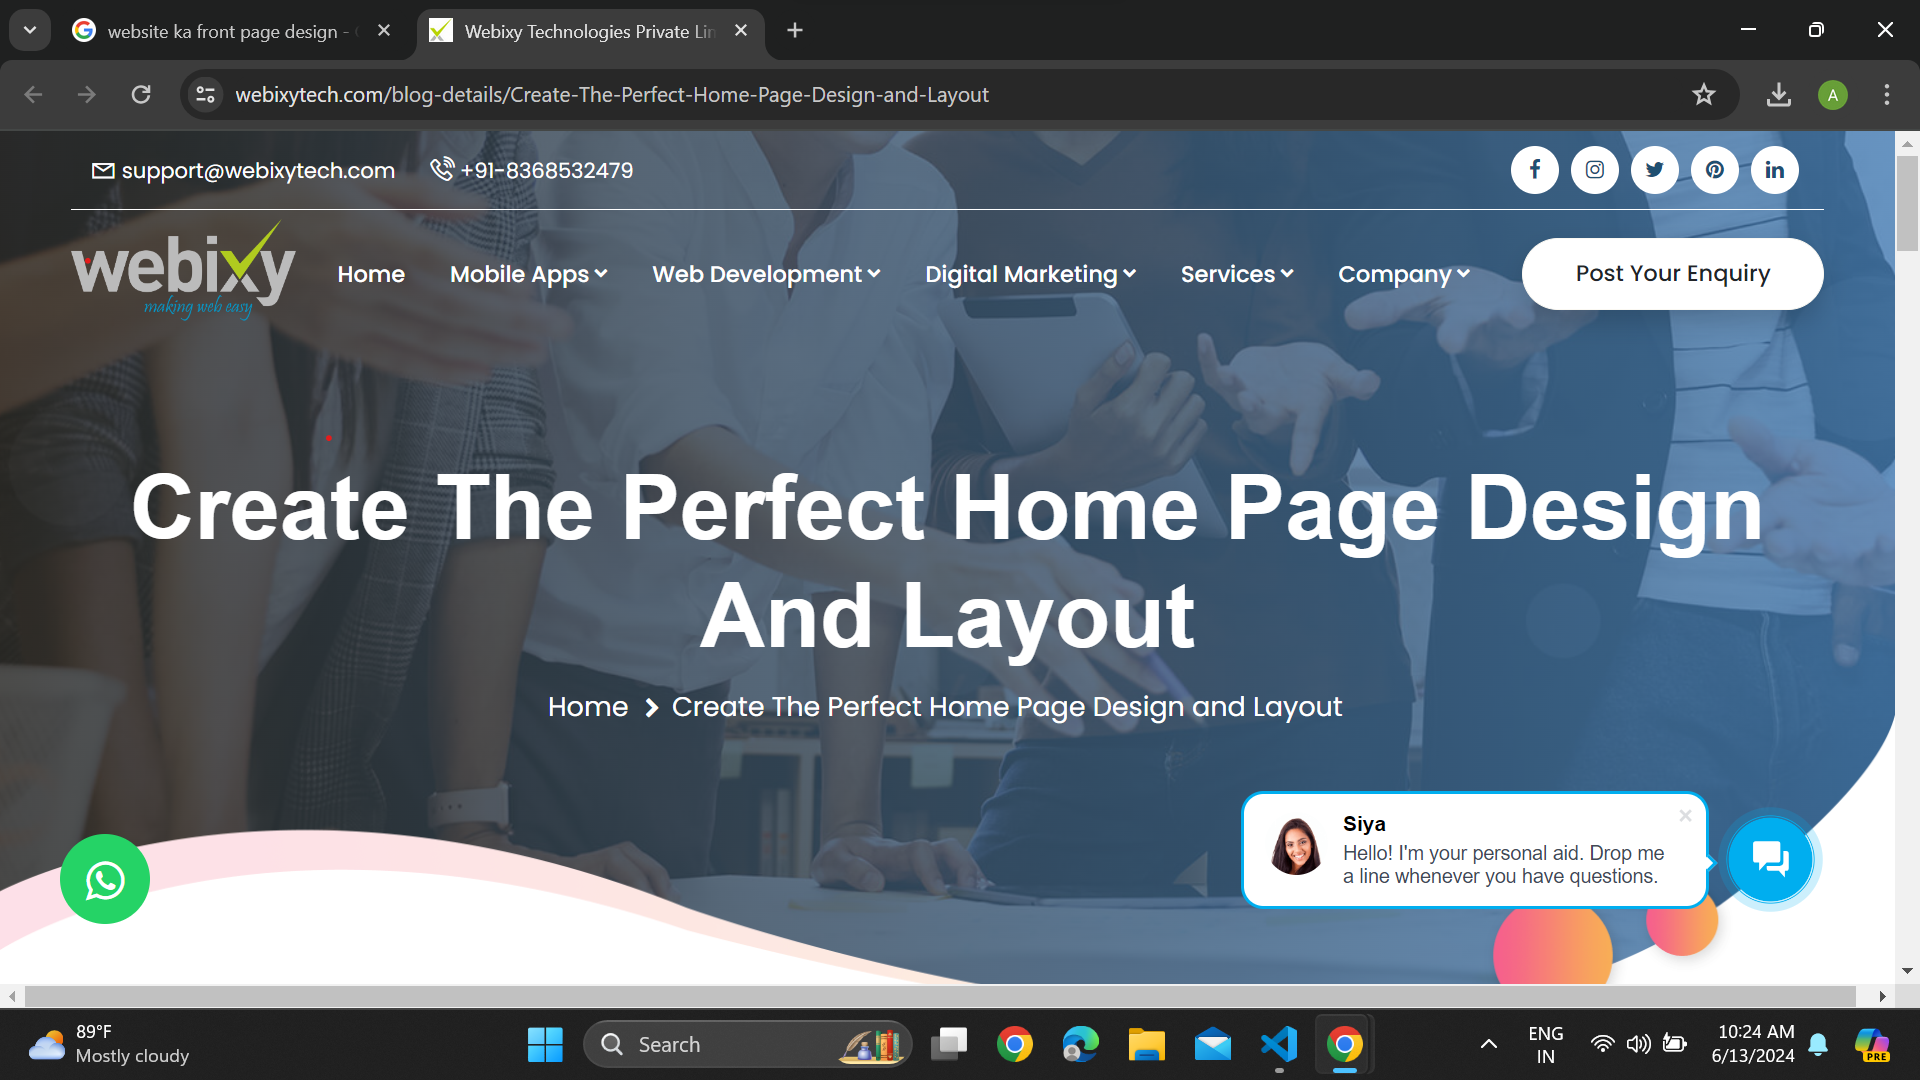 website ka front page design -
Webixy Technologies Private Lin
webixytech.com/blog-details/Create-The-Perfect-Home-Page-Design-and-Layout
A
support@webixytech.com +91-8368532479
webixy
making web easy
Home Mobile Apps Web Development Digital Marketing Services Company Post Your Enquiry
Create The Perfect Home Page Design
And Layout
Home > Create The Perfect Home Page Design and Layout
Siya
Hello! I'm your personal aid. Drop me
a line whenever you have questions.
89°F
Mostly cloudy
Search
ENG
IN
10:24 AM
6/13/2024
PRE